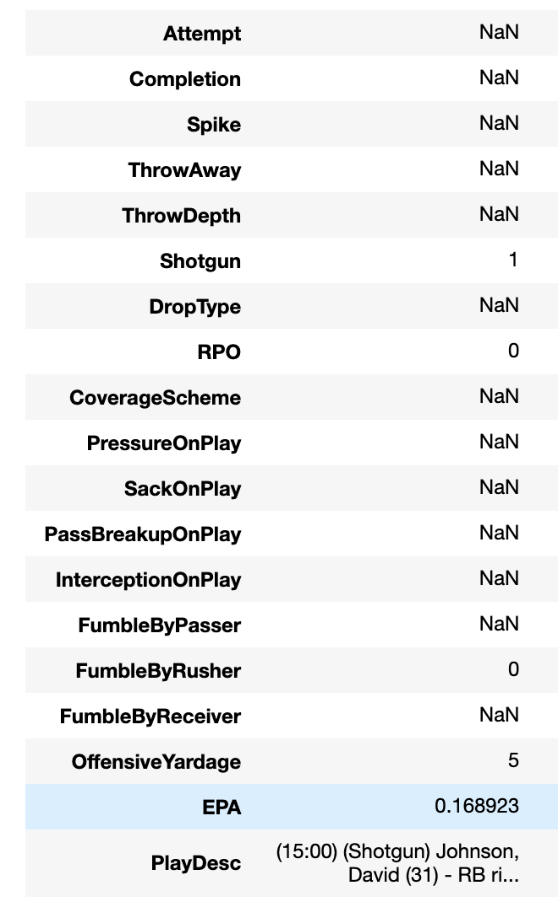 Attempt NaN
Completion NaN
Spike NaN
ThrowAway NaN
ThrowDepth NaN
Shotgun 1
DropType NaN
RPO 0
CoverageScheme NaN
PressureOnPlay NaN
SackOnPlay NaN
PassBreakupOnPlay NaN
InterceptionOnPlay NaN
FumbleByPasser NaN
FumbleByRusher 0
FumbleByReceiver NaN
OffensiveYardage 5
EPA 0.168923
PlayDesc (15:00) (Shotgun) Johnson,
David (31) - RB ri...